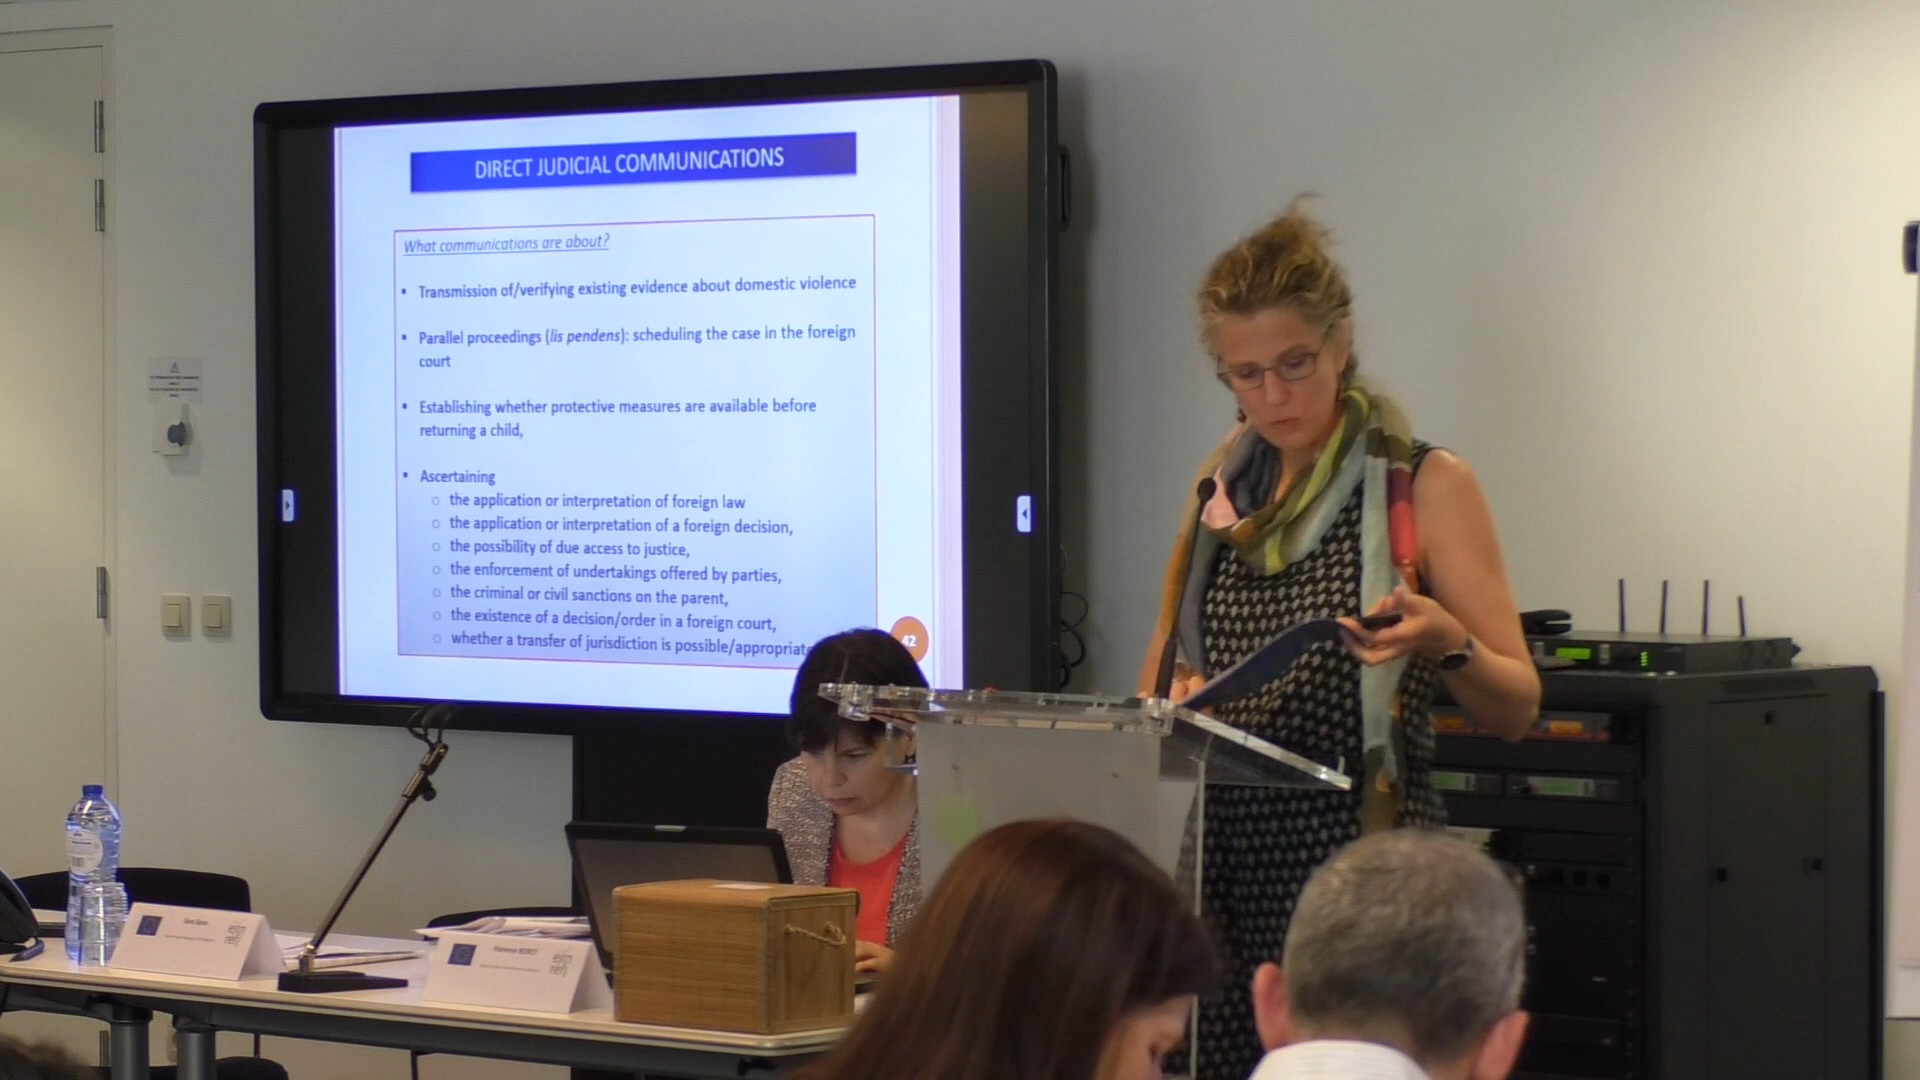 DIRECT JUDICIAL COMMUNICATIONS
What communications are about?
▪ Transmission of/verifying existing evidence about domestic violence
▪ Parallel proceedings (lis pendens): scheduling the case in the foreign
court
▪ Establishing whether protective measures are available before
returning a child,
▪ Ascertaining
○ the application or interpretation of foreign law
○ the application or interpretation of a foreign decision,
○ the possibility of due access to justice,
○ the enforcement of undertakings offered by parties,
○ the criminal or civil sanctions on the parent,
○ the existence of a decision/order in a foreign court,
○ whether a transfer of jurisdiction is possible/appropriate
42